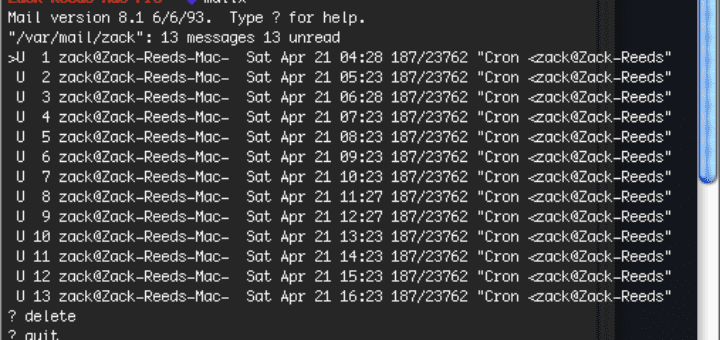 mailx
Mail version 8.1 6/6/93.  Type ? for help.
"/var/mail/zack": 13 messages 13 unread
>U  1 zack@Zack-Reeds-Mac-  Sat Apr 21 04:28 187/23762 "Cron <zack@Zack-Reeds"
 U  2 zack@Zack-Reeds-Mac-  Sat Apr 21 05:23 187/23762 "Cron <zack@Zack-Reeds"
 U  3 zack@Zack-Reeds-Mac-  Sat Apr 21 06:28 187/23762 "Cron <zack@Zack-Reeds"
 U  4 zack@Zack-Reeds-Mac-  Sat Apr 21 07:23 187/23762 "Cron <zack@Zack-Reeds"
 U  5 zack@Zack-Reeds-Mac-  Sat Apr 21 08:23 187/23762 "Cron <zack@Zack-Reeds"
 U  6 zack@Zack-Reeds-Mac-  Sat Apr 21 09:23 187/23762 "Cron <zack@Zack-Reeds"
 U  7 zack@Zack-Reeds-Mac-  Sat Apr 21 10:23 187/23762 "Cron <zack@Zack-Reeds"
 U  8 zack@Zack-Reeds-Mac-  Sat Apr 21 11:27 187/23762 "Cron <zack@Zack-Reeds"
 U  9 zack@Zack-Reeds-Mac-  Sat Apr 21 12:27 187/23762 "Cron <zack@Zack-Reeds"
 U 10 zack@Zack-Reeds-Mac-  Sat Apr 21 13:23 187/23762 "Cron <zack@Zack-Reeds"
 U 11 zack@Zack-Reeds-Mac-  Sat Apr 21 14:23 187/23762 "Cron <zack@Zack-Reeds"
 U 12 zack@Zack-Reeds-Mac-  Sat Apr 21 15:23 187/23762 "Cron <zack@Zack-Reeds"
 U 13 zack@Zack-Reeds-Mac-  Sat Apr 21 16:23 187/23762 "Cron <zack@Zack-Reeds"
? delete
? quit